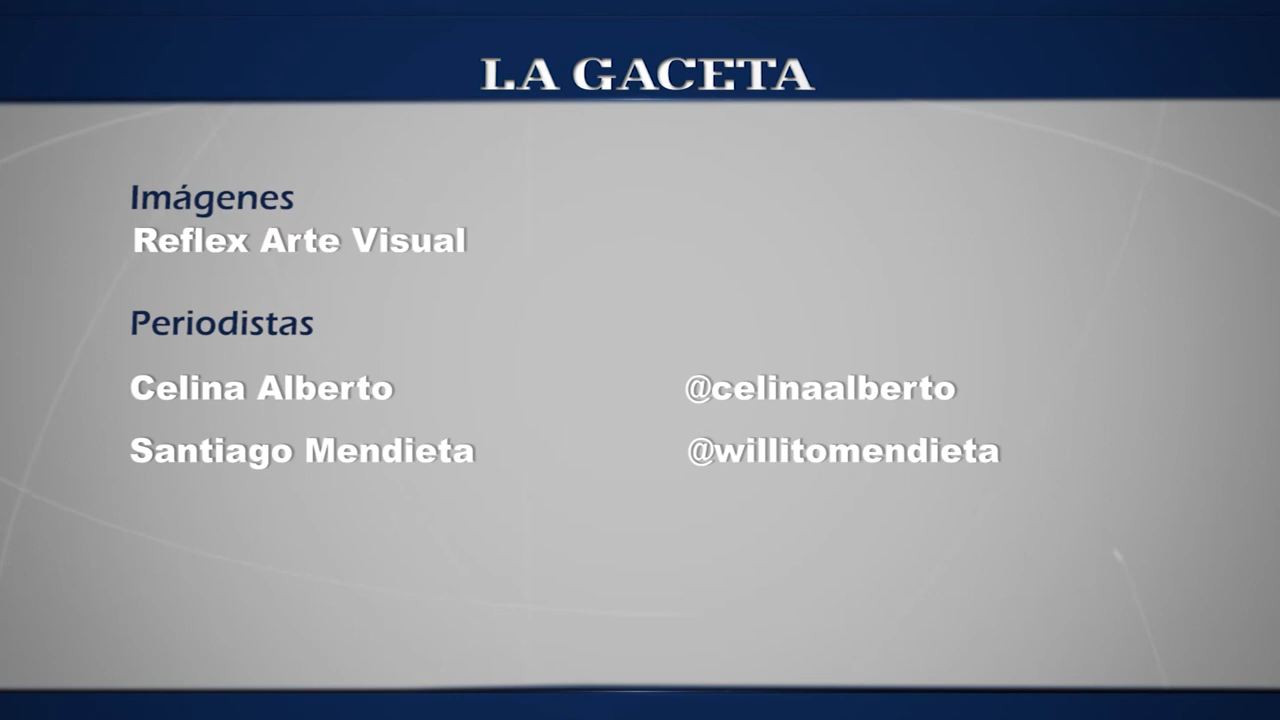 LA GACETA
Imágenes
Reflex Arte Visual
Periodistas
Celina Alberto @celinaalberto
Santiago Mendieta @willitomendieta